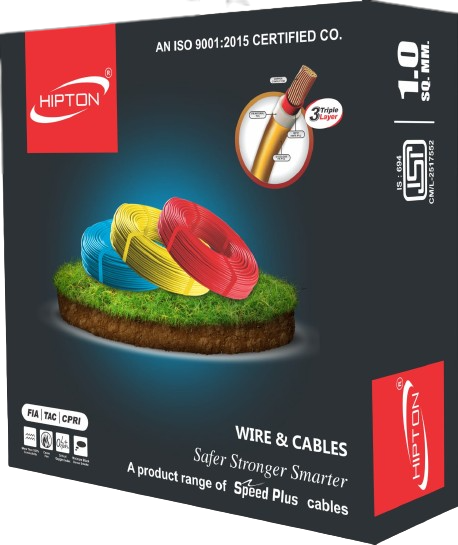 AN ISO 9001:2015 CERTIFIED CO.
HIPTON®
3 Triple Layer
1.0
SQ. MM.
IS : 694
ISI
CM/L-2517552
FIA | TAC | CPRI
WIRE & CABLES
Safer Stronger Smarter
A product range of Speed Plus cables
HIPTON®